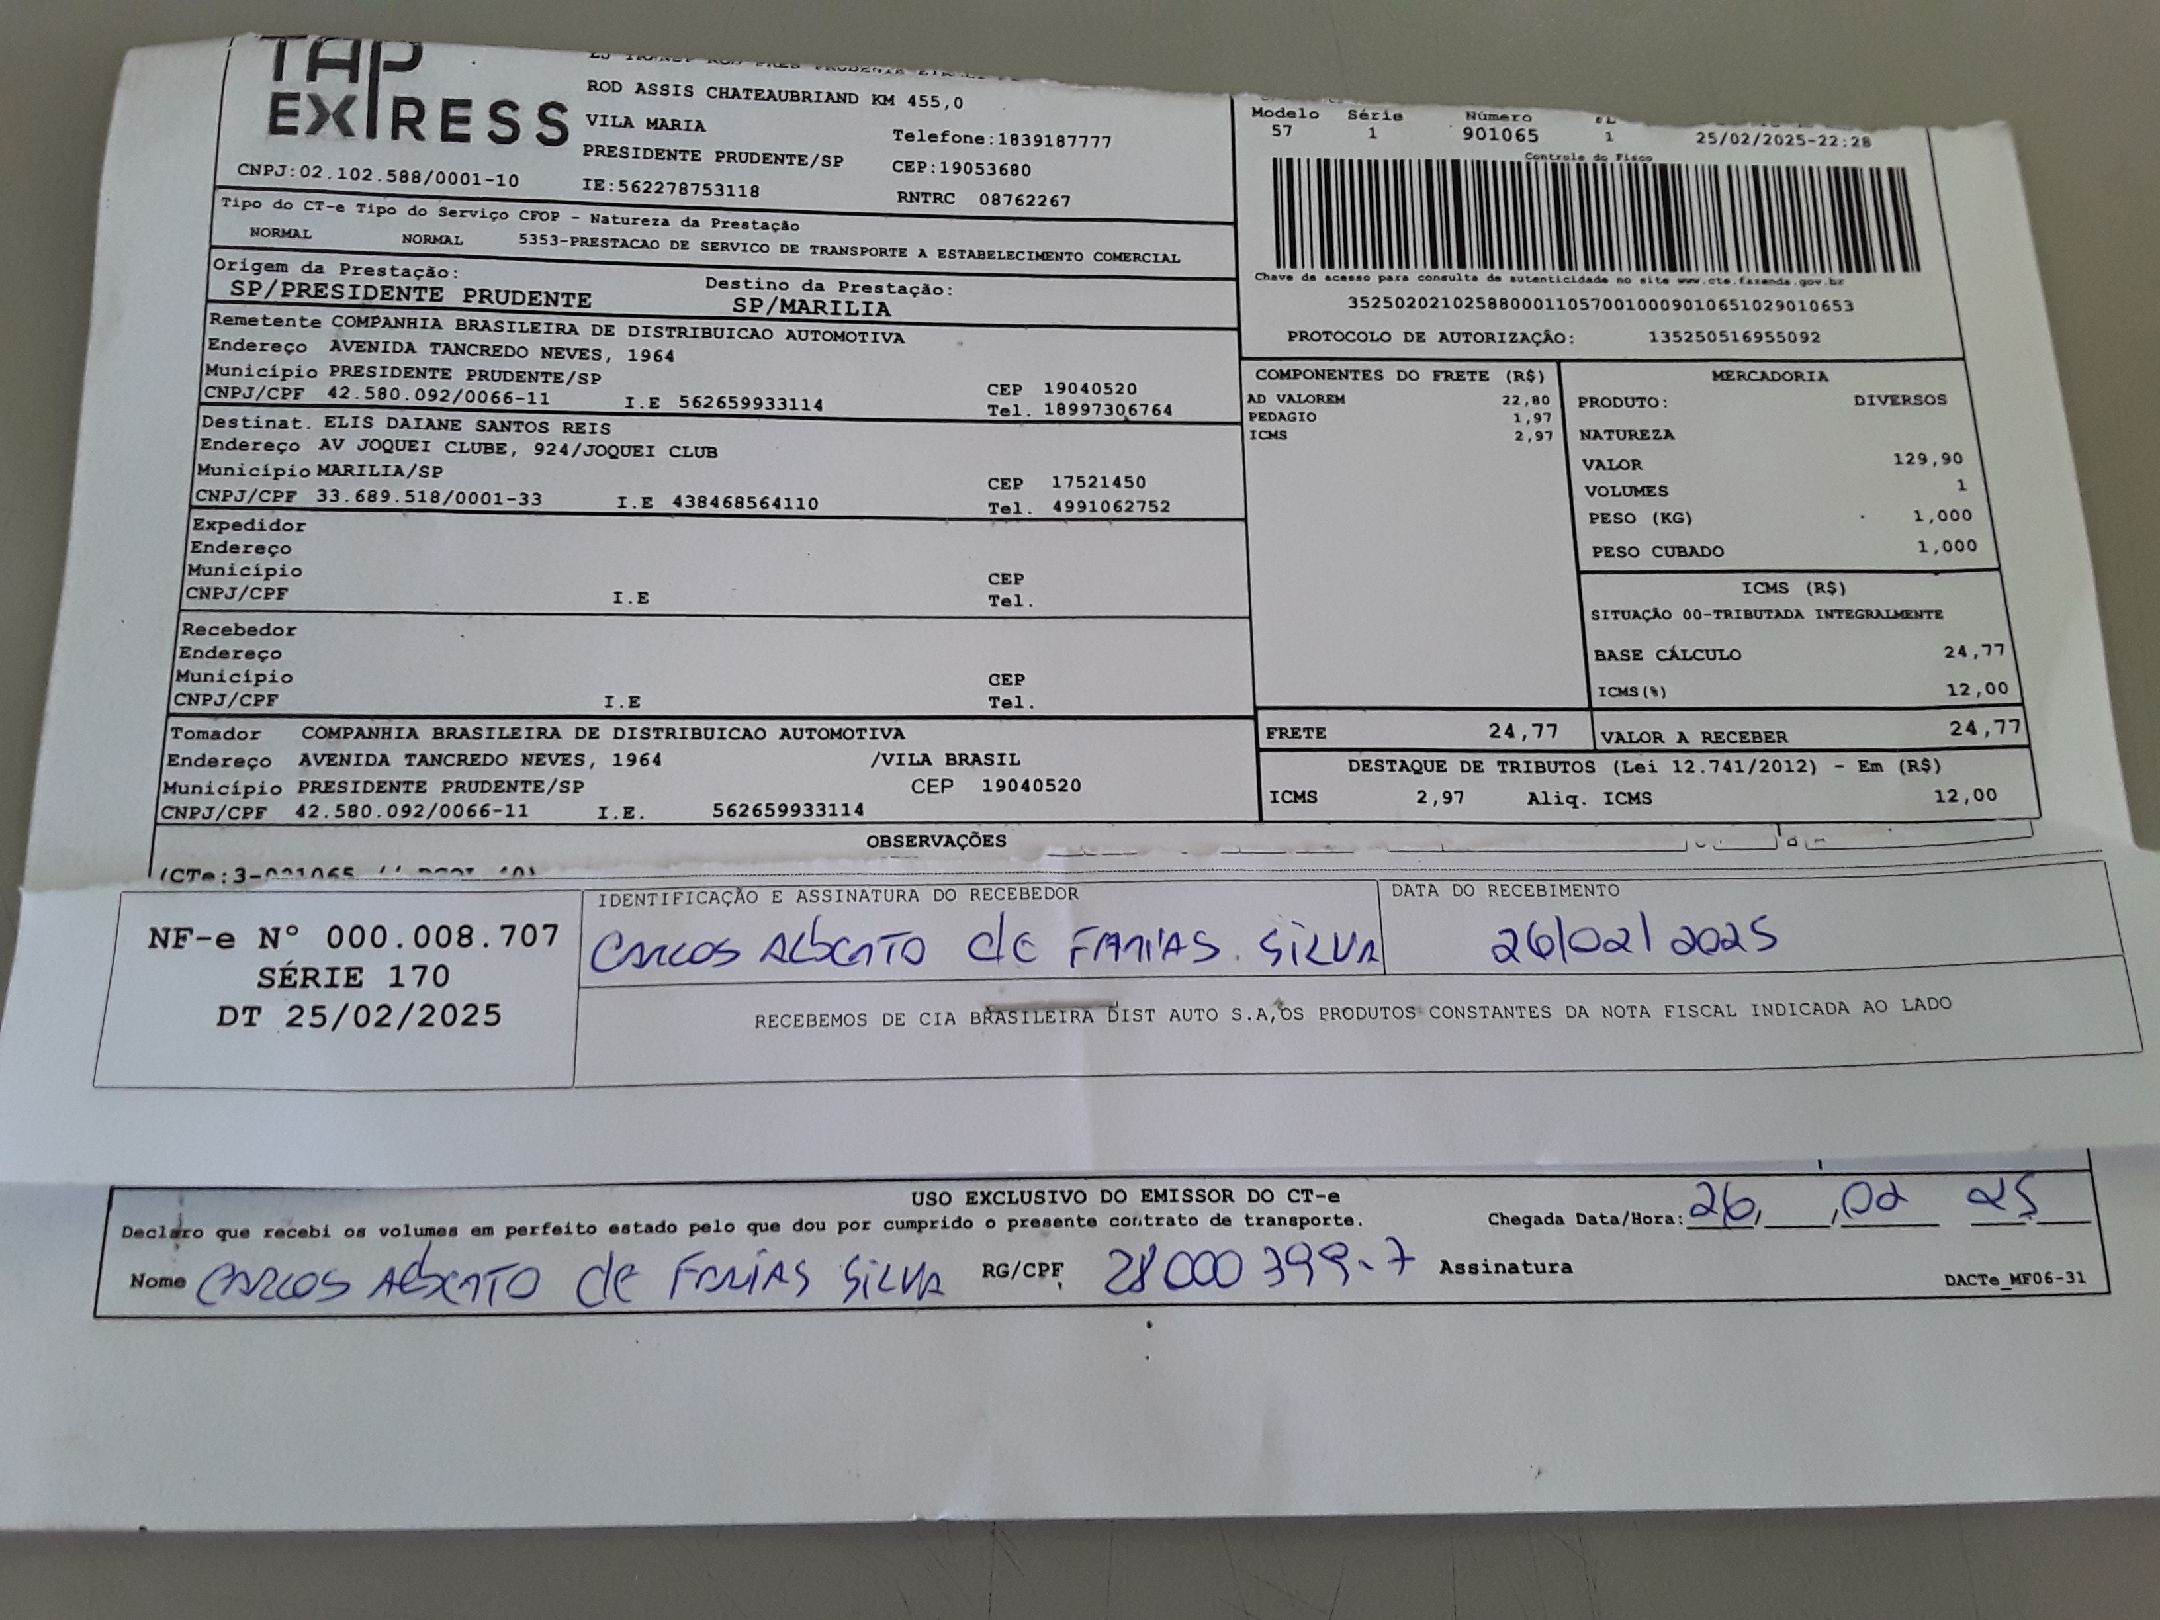 TAP
EXPRESS
ROD ASSIS CHATEAUBRIAND KM 455,0
VILA MARIA
Telefone:1839187777
PRESIDENTE PRUDENTE/SP
CEP:19053680
CNPJ:02.102.588/0001-10
IE:562278753118
RNTRC 08762267
Modelo Série Número
57 1 901065 1 25/02/2025-22:28
Controle do Fisco
Chave de acesso para consulta de autenticidade no site www.cte.fazenda.gov.br
35250202102588000110570010009010651029010653
PROTOCOLO DE AUTORIZAÇÃO: 135250516955092
Tipo do CT-e Tipo do Serviço CFOP - Natureza da Prestação
NORMAL NORMAL 5353-PRESTACAO DE SERVICO DE TRANSPORTE A ESTABELECIMENTO COMERCIAL
Origem da Prestação: Destino da Prestação:
SP/PRESIDENTE PRUDENTE SP/MARILIA
Remetente COMPANHIA BRASILEIRA DE DISTRIBUICAO AUTOMOTIVA
Endereço AVENIDA TANCREDO NEVES, 1964
Município PRESIDENTE PRUDENTE/SP CEP 19040520
CNPJ/CPF 42.580.092/0066-11 I.E 562659933114 Tel. 18997306764
Destinat. ELIS DAIANE SANTOS REIS
Endereço AV JOQUEI CLUBE, 924/JOQUEI CLUB
Município MARILIA/SP CEP 17521450
CNPJ/CPF 33.689.518/0001-33 I.E 438468564110 Tel. 4991062752
Expedidor
Endereço
Município CEP
CNPJ/CPF I.E Tel.
Recebedor
Endereço
Município CEP
CNPJ/CPF I.E Tel.
Tomador COMPANHIA BRASILEIRA DE DISTRIBUICAO AUTOMOTIVA
Endereço AVENIDA TANCREDO NEVES, 1964 /VILA BRASIL
Município PRESIDENTE PRUDENTE/SP CEP 19040520
CNPJ/CPF 42.580.092/0066-11 I.E. 562659933114
COMPONENTES DO FRETE (R$)
AD VALOREM 22,80
PEDAGIO 1,97
ICMS 2,97
MERCADORIA
PRODUTO: DIVERSOS
NATUREZA
VALOR 129,90
VOLUMES 1
PESO (KG) 1,000
PESO CUBADO 1,000
ICMS (R$)
SITUAÇÃO 00-TRIBUTADA INTEGRALMENTE
BASE CÁLCULO 24,77
ICMS(%) 12,00
FRETE 24,77 VALOR A RECEBER 24,77
DESTAQUE DE TRIBUTOS (Lei 12.741/2012) - Em (R$)
ICMS 2,97 Aliq. ICMS 12,00
OBSERVAÇÕES
NF-e Nº 000.008.707
SÉRIE 170
DT 25/02/2025
IDENTIFICAÇÃO E ASSINATURA DO RECEBEDOR
CARLOS ALBERTO de FARIAS SILVA
DATA DO RECEBIMENTO
26/02/2025
RECEBEMOS DE CIA BRASILEIRA DIST AUTO S.A,OS PRODUTOS CONSTANTES DA NOTA FISCAL INDICADA AO LADO
USO EXCLUSIVO DO EMISSOR DO CT-e
Declaro que recebi os volumes em perfeito estado pelo que dou por cumprido o presente contrato de transporte.
Chegada Data/Hora: 26 02 25
Nome CARLOS ALBERTO de FARIAS SILVA RG/CPF 28000399-7 Assinatura
DACTe_MF06-31